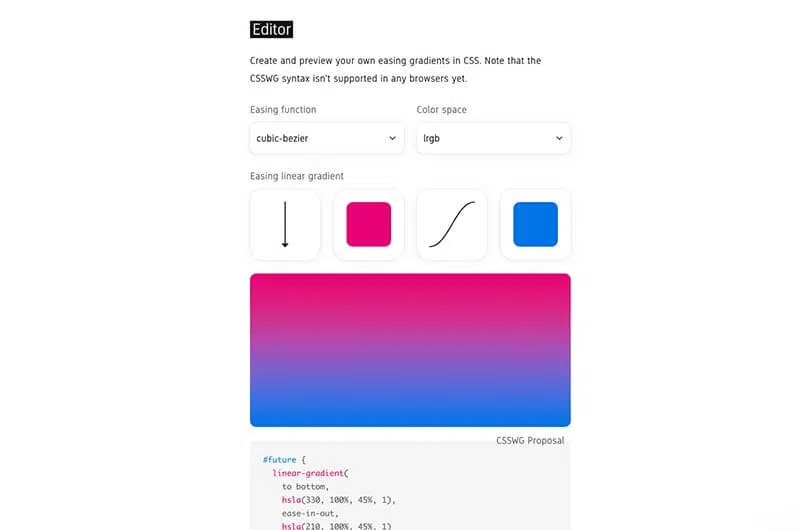 Editor
Create and preview your own easing gradients in CSS. Note that the
CSSWG syntax isn't supported in any browsers yet.
Easing function
Color space
cubic-bezier
lrgb
Easing linear gradient
CSSWG Proposal
#future {
linear-gradient(
to bottom,
hsla(330, 100%, 45%, 1),
ease-in-out,
hsla(210, 100%, 45%, 1)